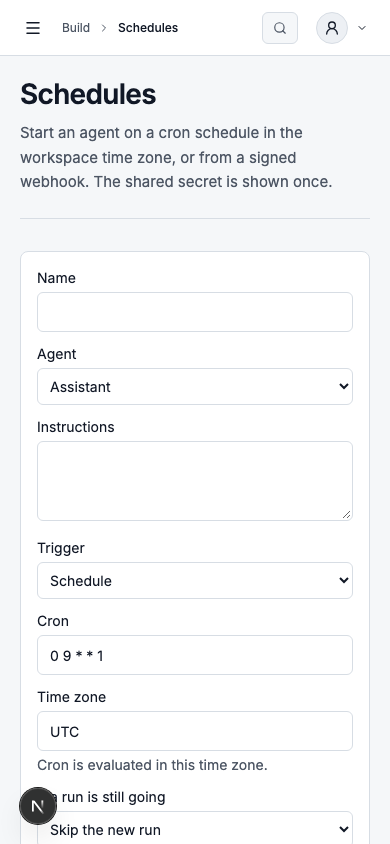 Build > Schedules
Schedules
Start an agent on a cron schedule in the
workspace time zone, or from a signed
webhook. The shared secret is shown once.
Name
Agent
Assistant
Instructions
Trigger
Schedule
Cron
0 9 * * 1
Time zone
UTC
Cron is evaluated in this time zone.
run is still going
N
Skip the new run